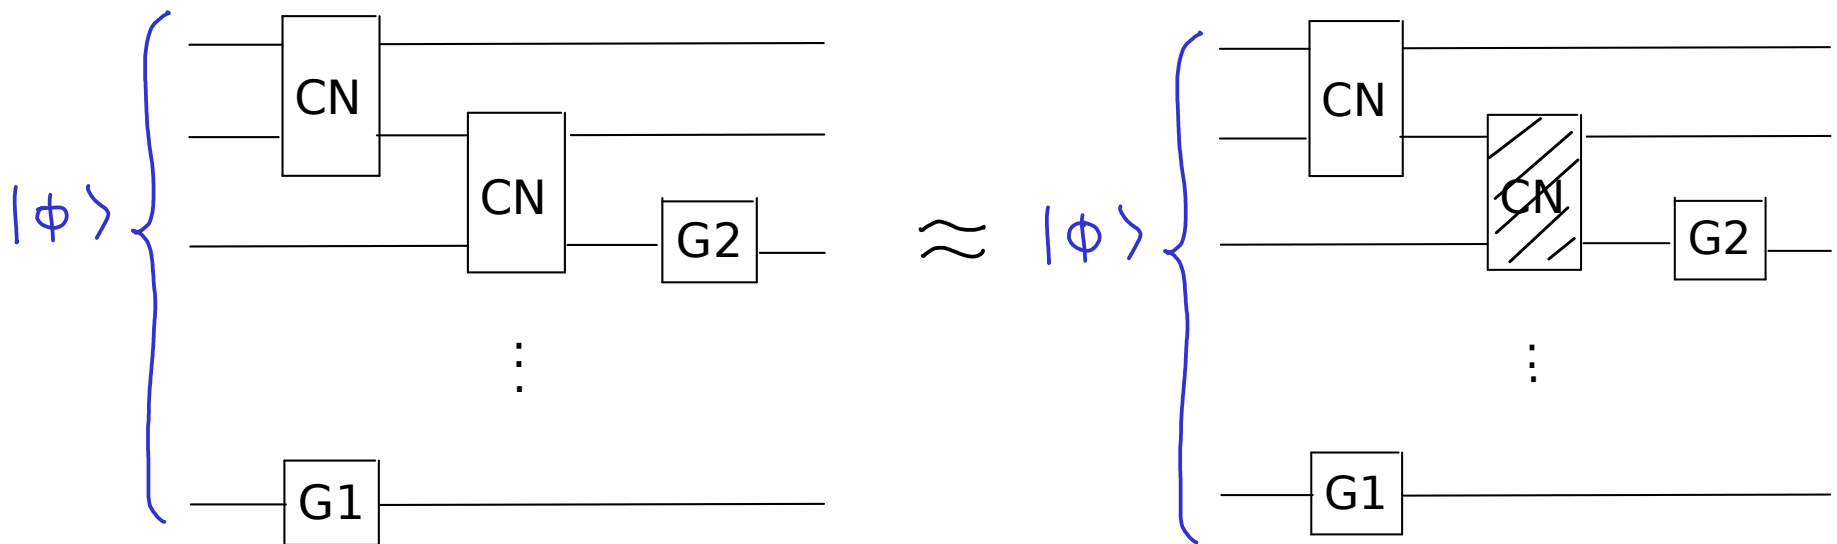 CN CN
CN CN
|ϕ⟩ G2 ≈ |ϕ⟩ G2
⋮ ⋮
G1 G1